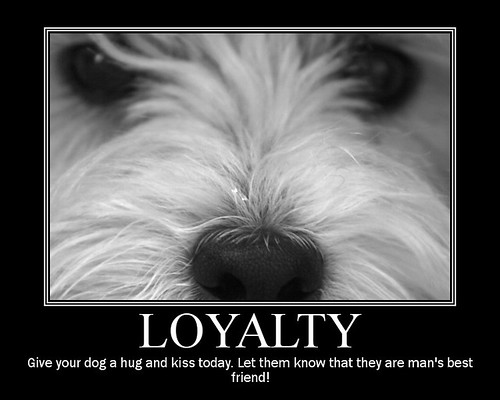 LOYALTY
Give your dog a hug and kiss today. Let them know that they are man's best
friend!